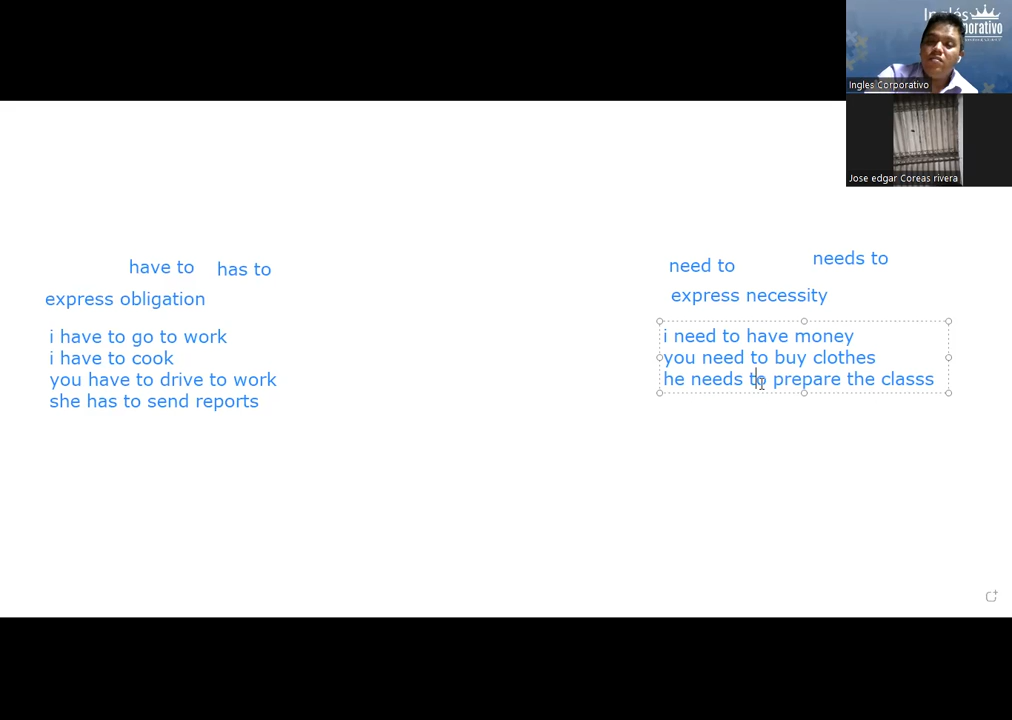 Inglés
Corporativo
Ingles Corporativo
Jose edgar Coreas rivera
have to has to
express obligation
i have to go to work
i have to cook
you have to drive to work
she has to send reports
need to needs to
express necessity
i need to have money
you need to buy clothes
he needs to prepare the classs